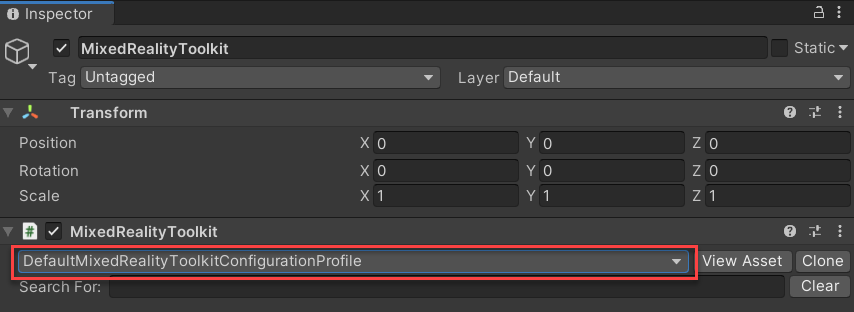 Inspector
MixedRealityToolkit Static
Tag Untagged Layer Default
Transform
Position X 0 Y 0 Z 0
Rotation X 0 Y 0 Z 0
Scale X 1 Y 1 Z 1
# MixedRealityToolkit
DefaultMixedRealityToolkitConfigurationProfile View Asset Clone
Search For: Clear